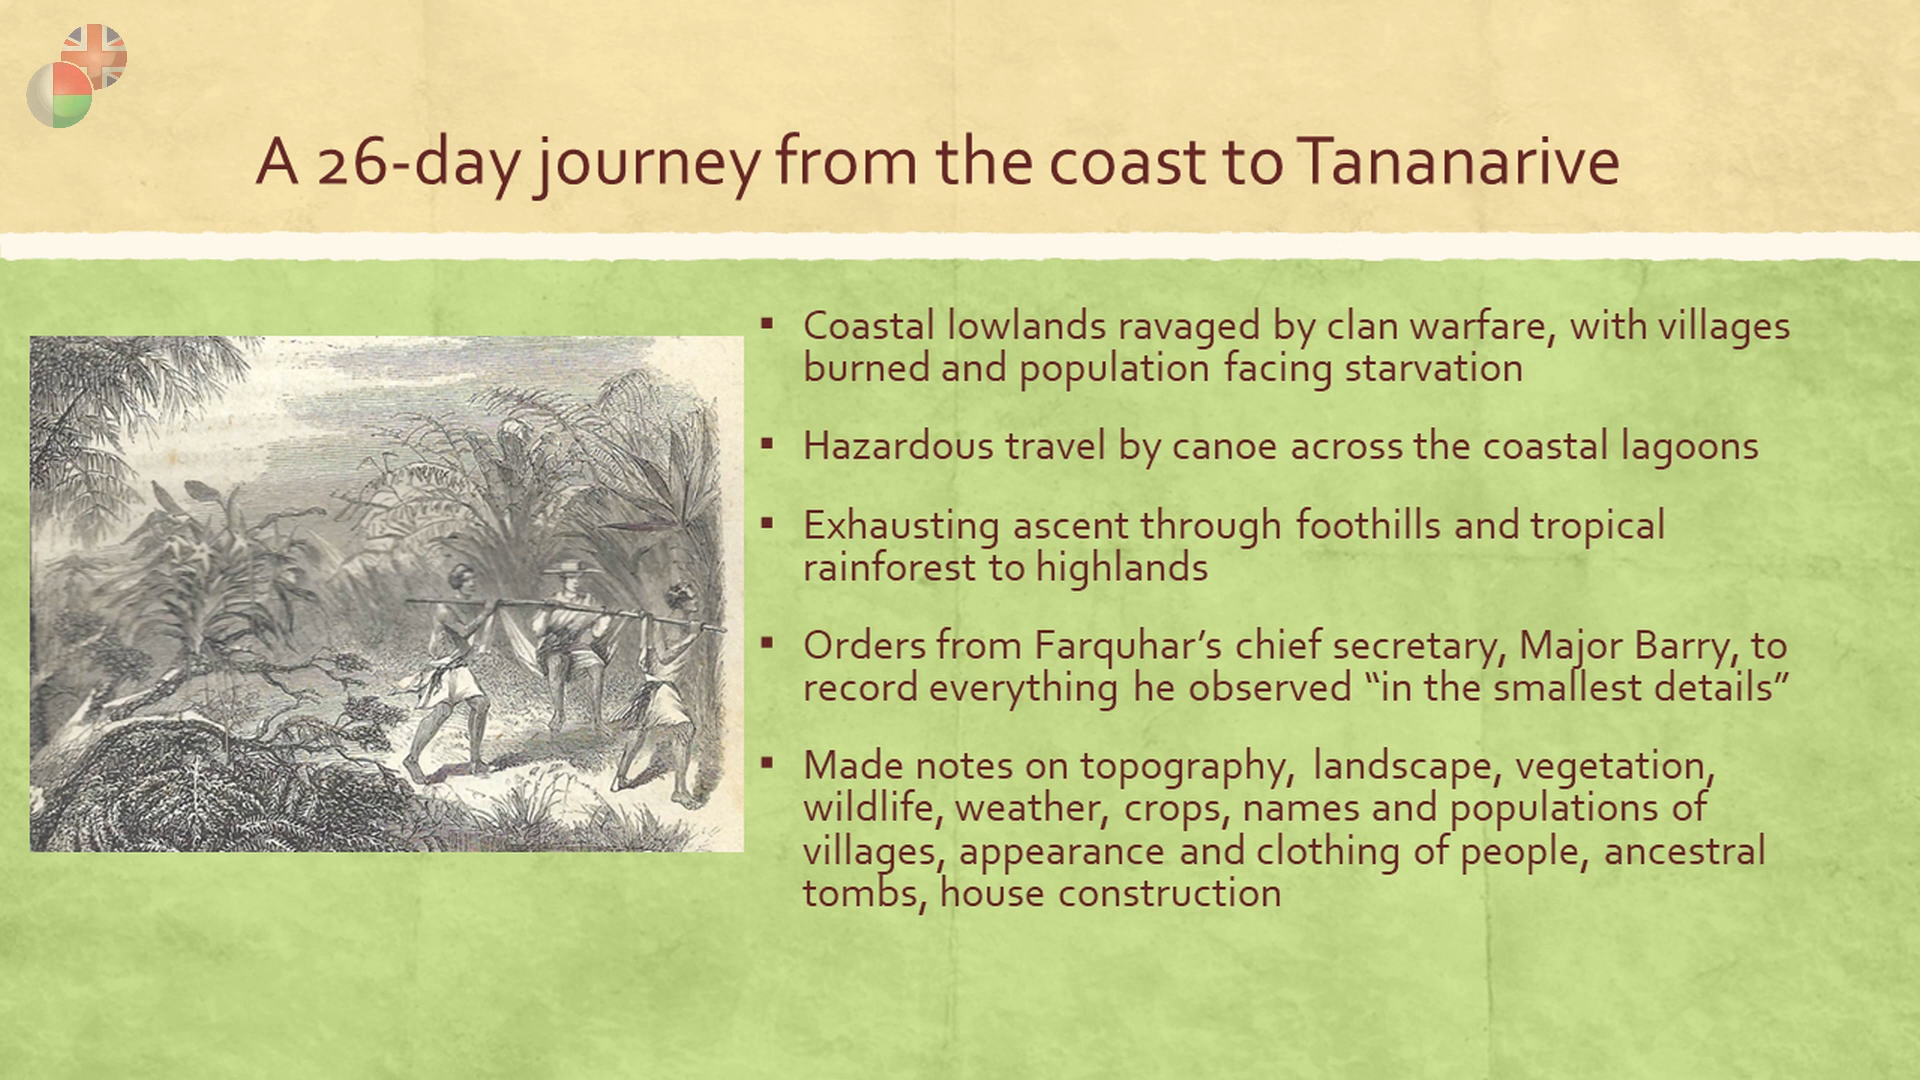 A 26-day journey from the coast to Tananarive
▪ Coastal lowlands ravaged by clan warfare, with villages
burned and population facing starvation
▪ Hazardous travel by canoe across the coastal lagoons
▪ Exhausting ascent through foothills and tropical
rainforest to highlands
▪ Orders from Farquhar’s chief secretary, Major Barry, to
record everything he observed “in the smallest details”
▪ Made notes on topography, landscape, vegetation,
wildlife, weather, crops, names and populations of
villages, appearance and clothing of people, ancestral
tombs, house construction